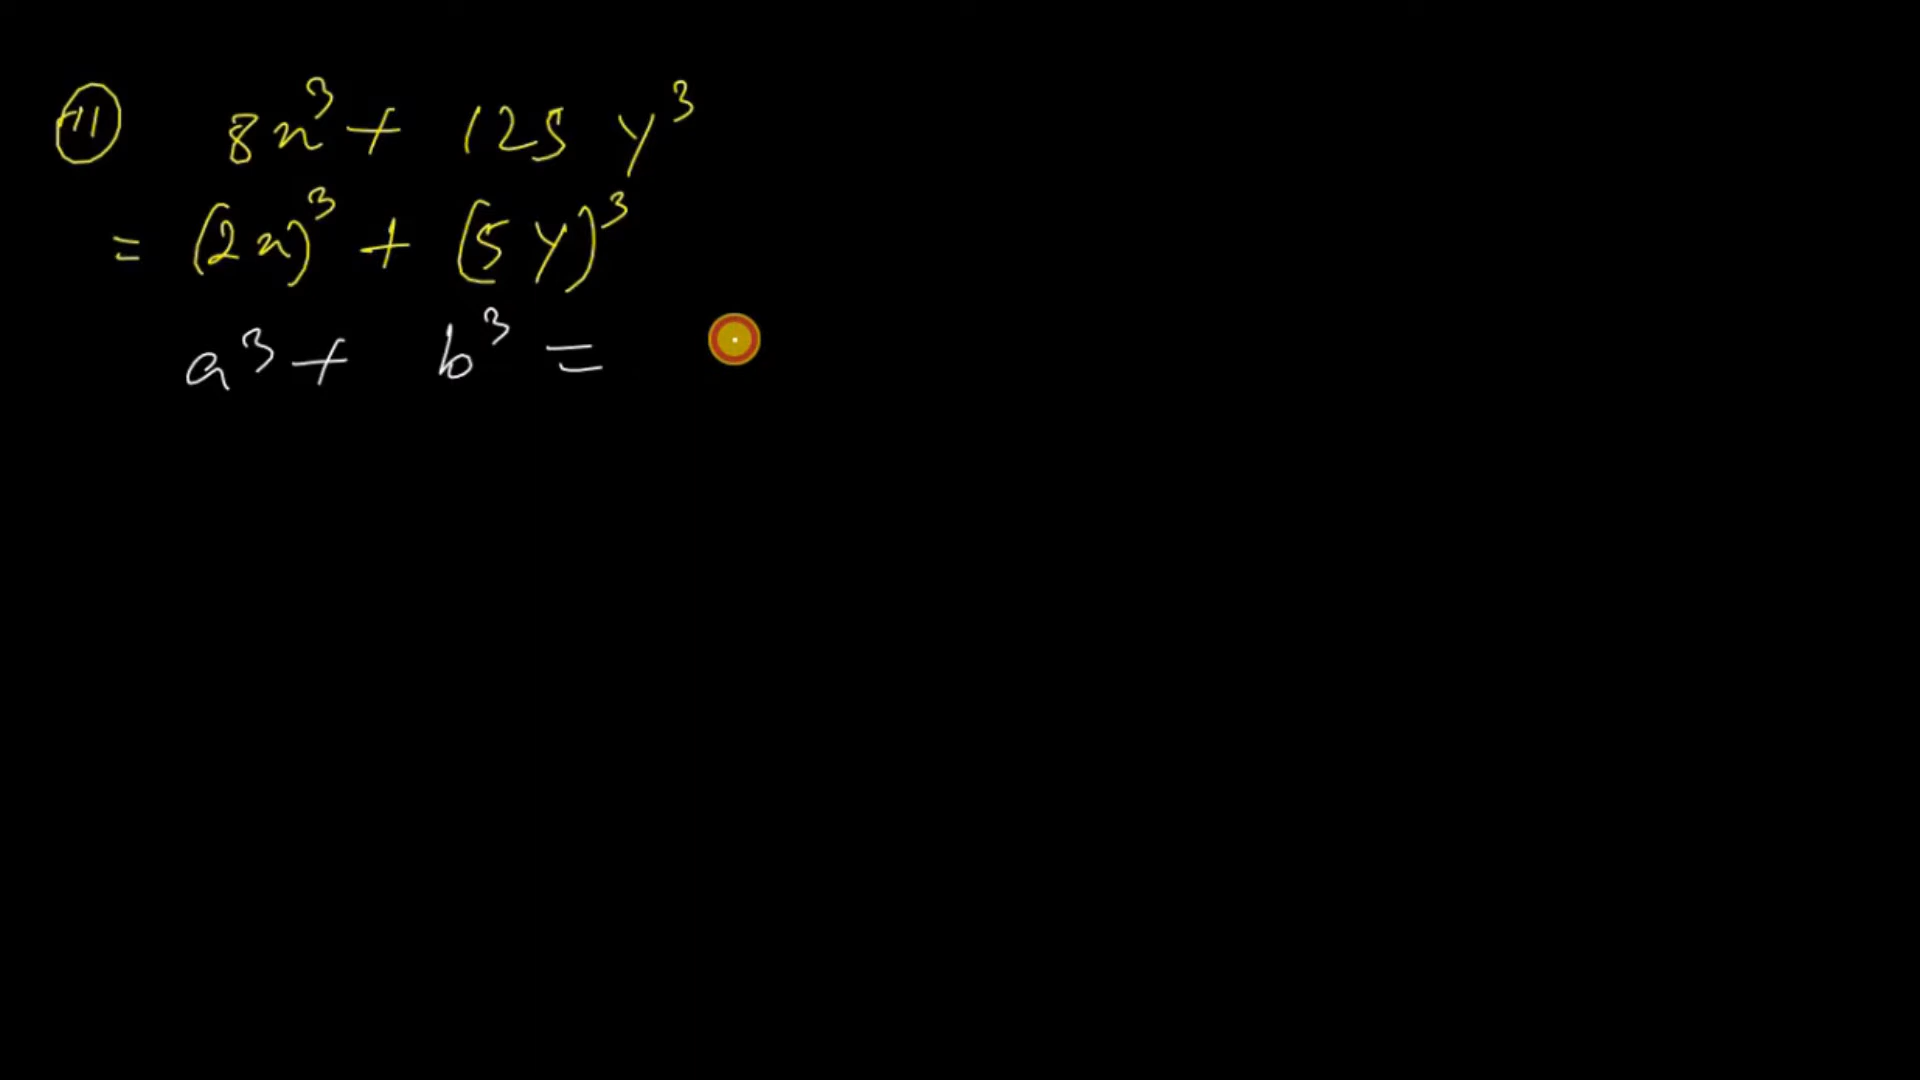 (11) 8x³ + 125 y³
= (2x)³ + (5y)³
a³ + b³ =